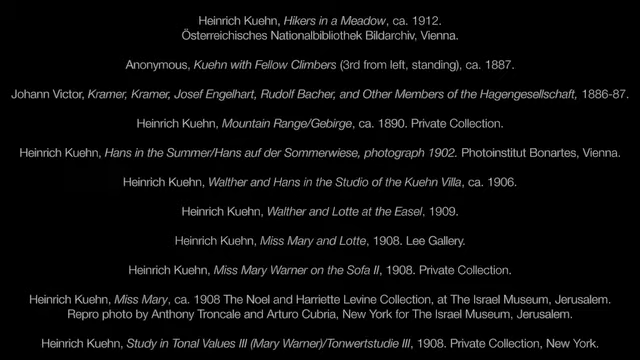 Heinrich Kuehn, Hikers in a Meadow, ca. 1912.
Österreichisches Nationalbibliothek Bildarchiv, Vienna.
Anonymous, Kuehn with Fellow Climbers (3rd from left, standing), ca. 1887.
Johann Victor, Kramer, Kramer, Josef Engelhart, Rudolf Bacher, and Other Members of the Hagengesellschaft, 1886-87.
Heinrich Kuehn, Mountain Range/Gebirge, ca. 1890. Private Collection.
Heinrich Kuehn, Hans in the Summer/Hans auf der Sommerwiese, photograph 1902. Photoinstitut Bonartes, Vienna.
Heinrich Kuehn, Walther and Hans in the Studio of the Kuehn Villa, ca. 1906.
Heinrich Kuehn, Walther and Lotte at the Easel, 1909.
Heinrich Kuehn, Miss Mary and Lotte, 1908. Lee Gallery.
Heinrich Kuehn, Miss Mary Warner on the Sofa II, 1908. Private Collection.
Heinrich Kuehn, Miss Mary, ca. 1908 The Noel and Harriette Levine Collection, at The Israel Museum, Jerusalem.
Repro photo by Anthony Troncale and Arturo Cubria, New York for The Israel Museum, Jerusalem.
Heinrich Kuehn, Study in Tonal Values III (Mary Warner)/Tonwertstudie III, 1908. Private Collection, New York.